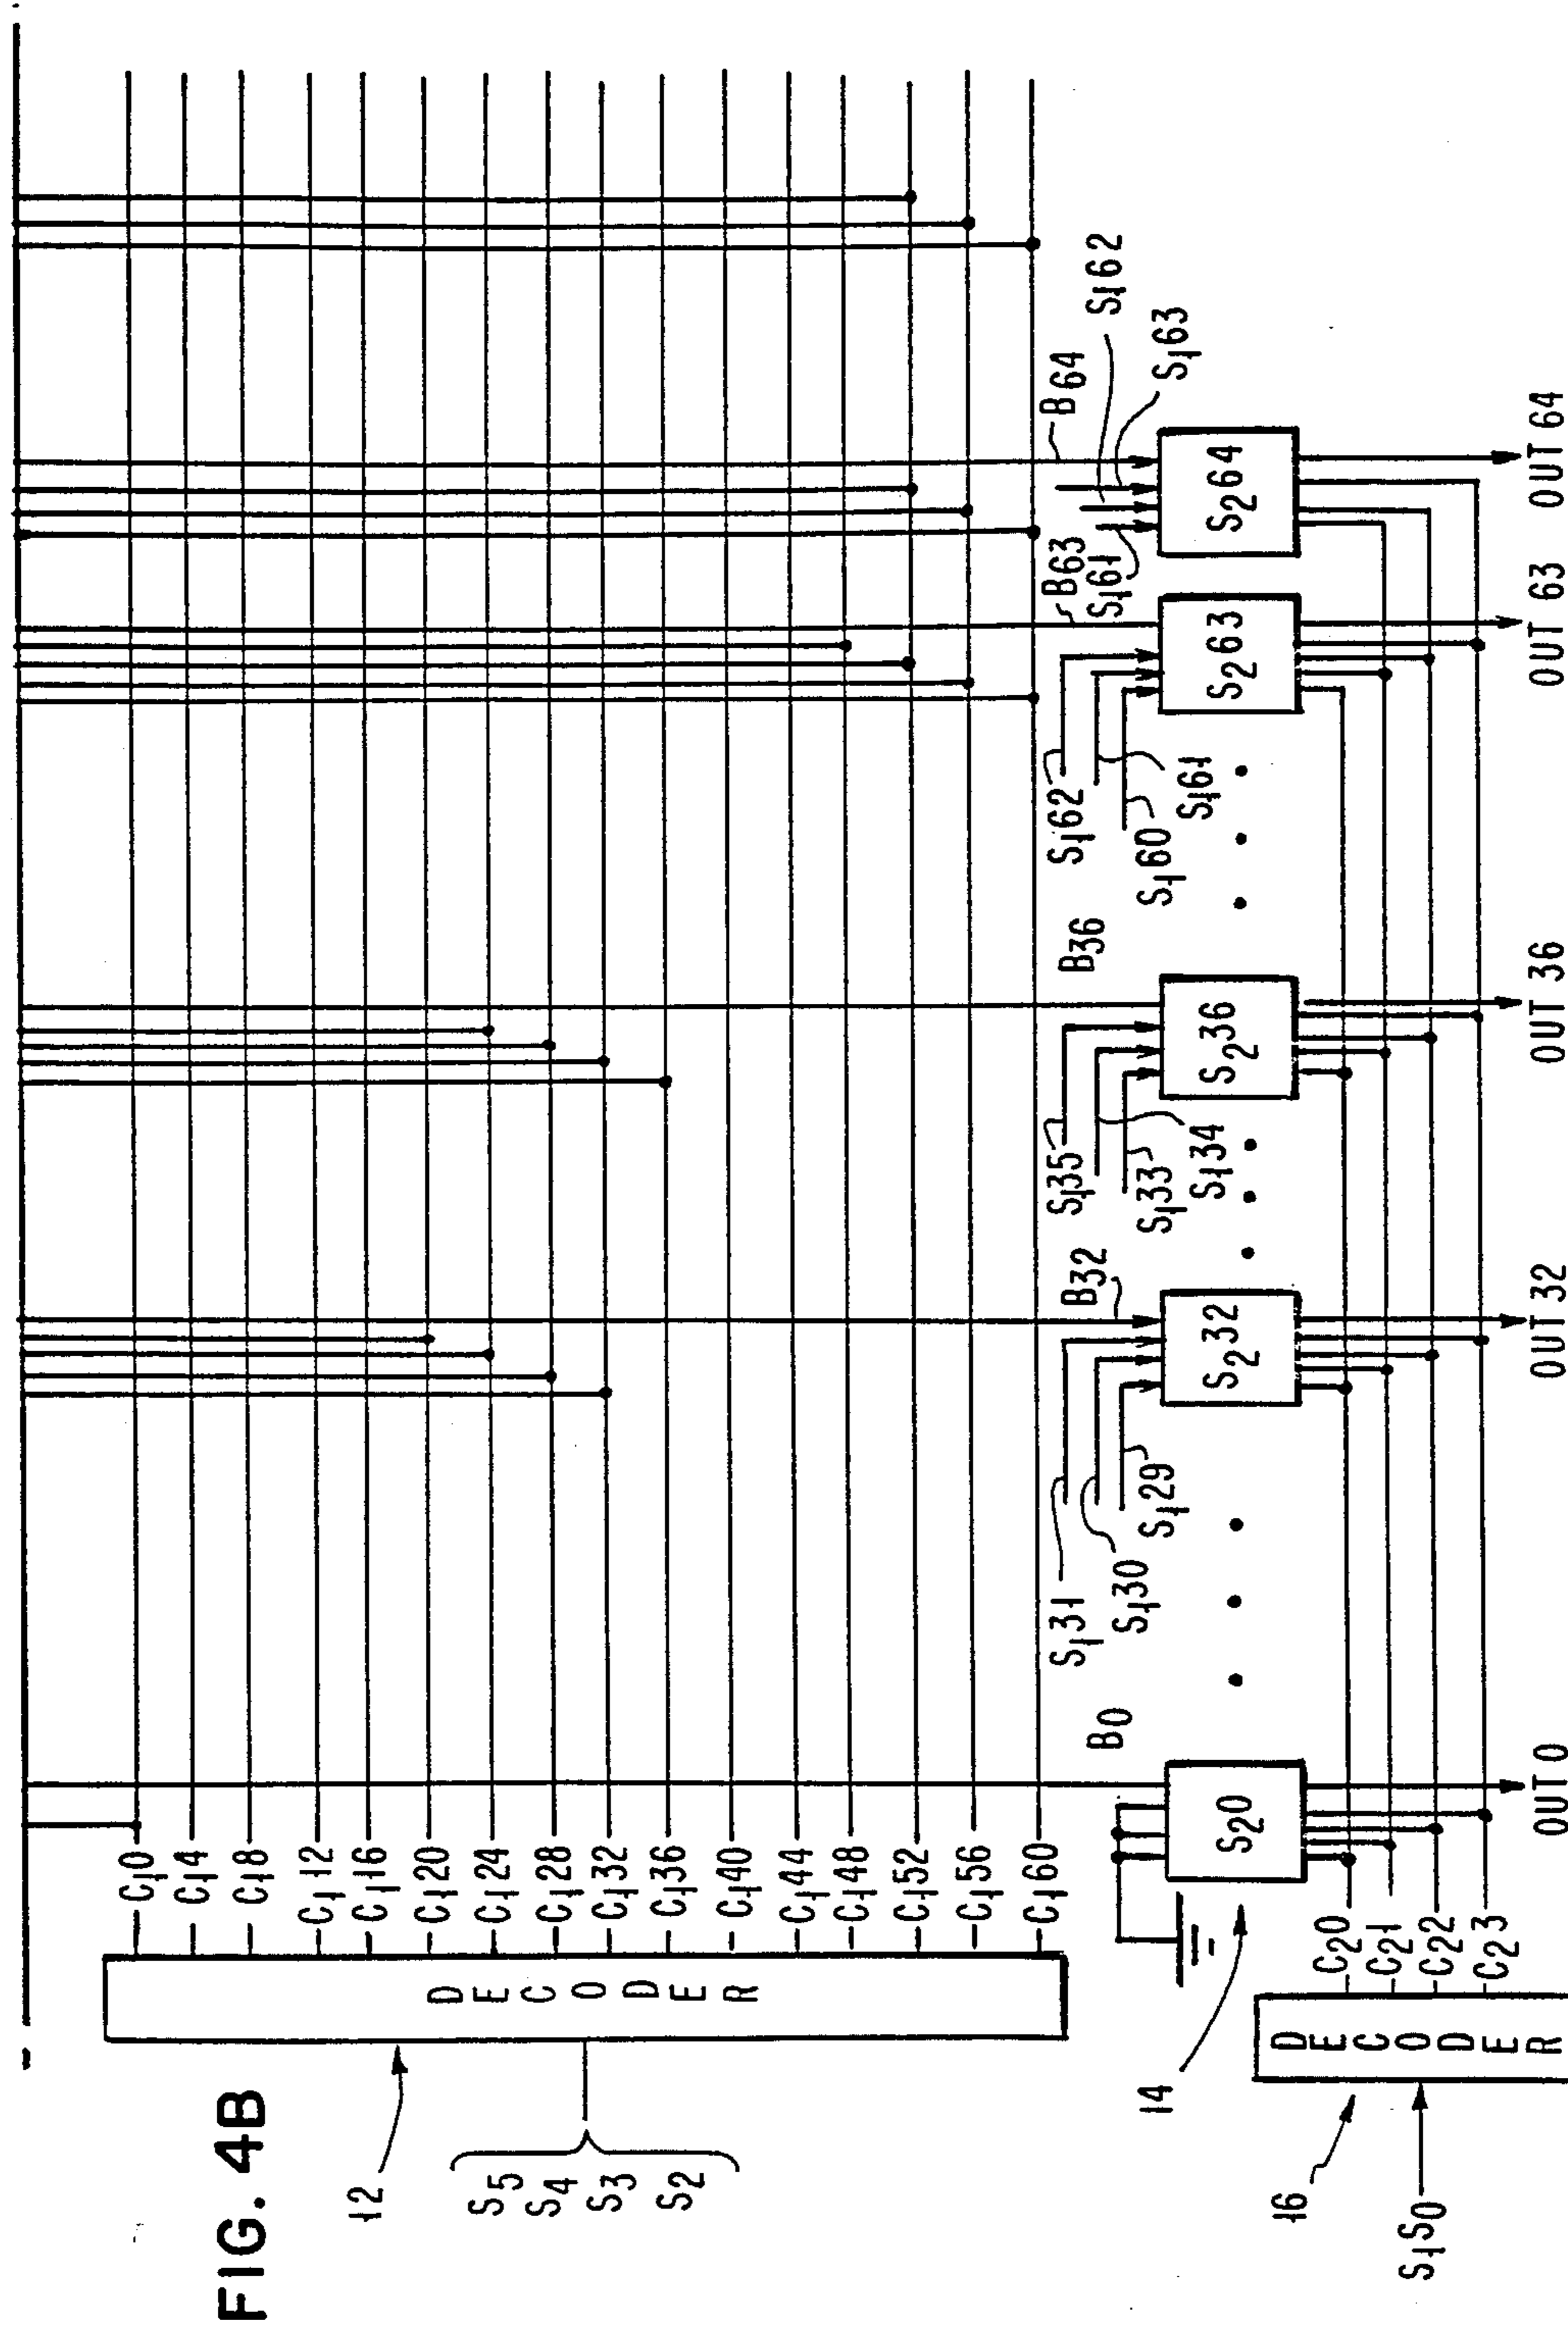 FIG. 4B
12
S5
S4
S3
S2
DECODER
C10
C14
C18
C112
C116
C120
C124
C128
C132
C136
C140
C144
C148
C152
C156
C160
14
16
S1S0
DECODER
C20
C21
C22
C23
B0
S20
OUT 0
S131
S130
S129
B32
S232
OUT 32
S135
S133
S134
B36
S236
OUT 36
S162
S160
S161
B63
S263
OUT 63
S161
B64
S162
S163
S264
OUT 64